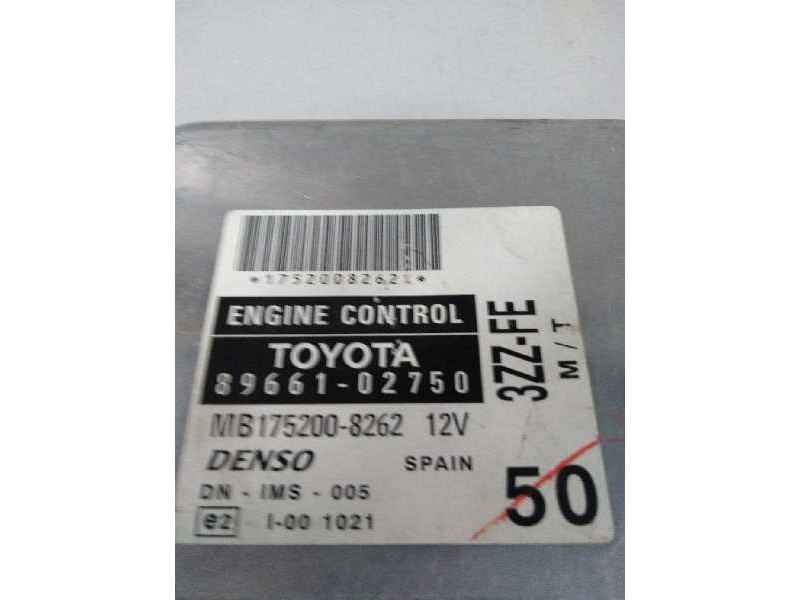 *17520082621*
ENGINE CONTROL
TOYOTA
89661-02750
3ZZ-FE
M/T
MB175200-8262 12V
DENSO SPAIN
DN - IMS - 005
50
e2 I-00 1021